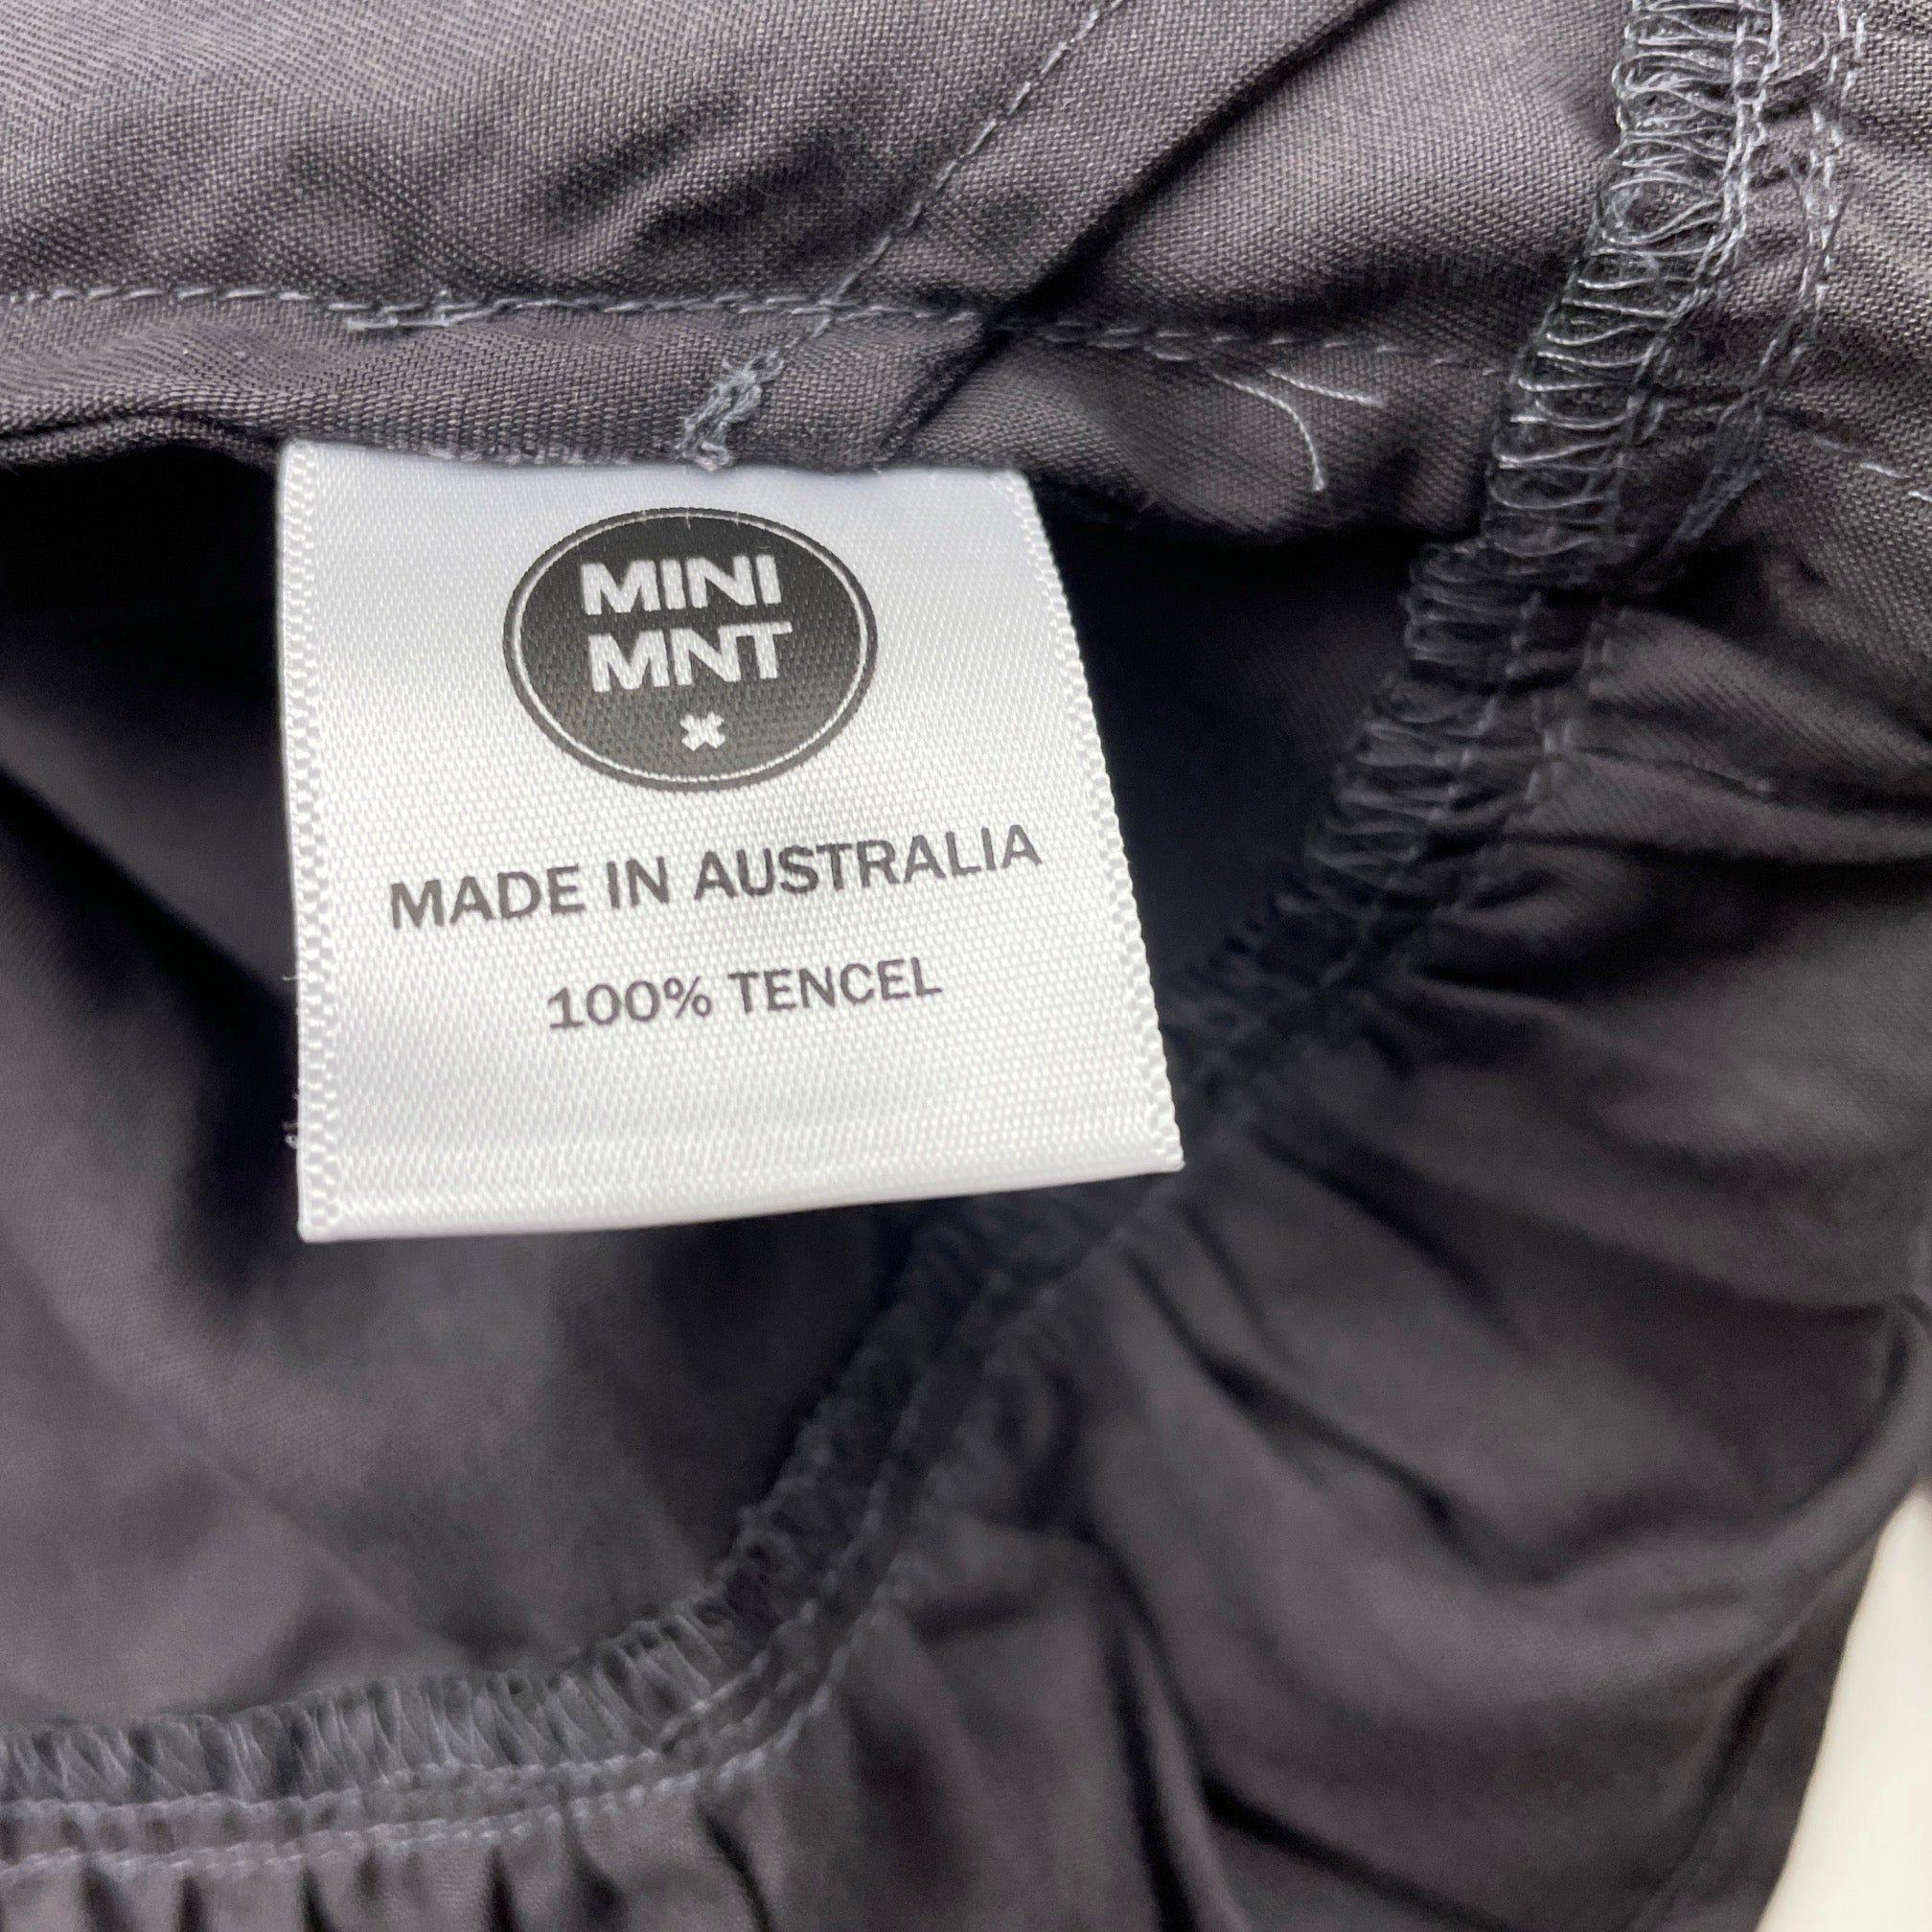 MINI
MNT
MADE IN AUSTRALIA
100% TENCEL